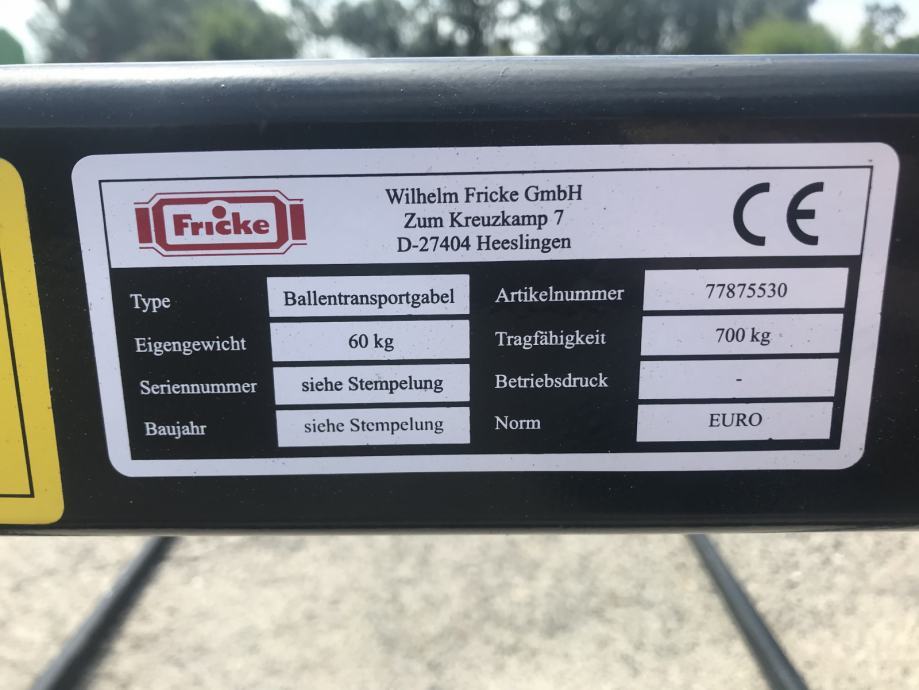 Fricke
Wilhelm Fricke GmbH
Zum Kreuzkamp 7
D-27404 Heeslingen
CE
Type Ballentransportgabel Artikelnummer 77875530
Eigengewicht 60 kg Tragfähigkeit 700 kg
Seriennummer siehe Stempelung Betriebsdruck -
Baujahr siehe Stempelung Norm EURO